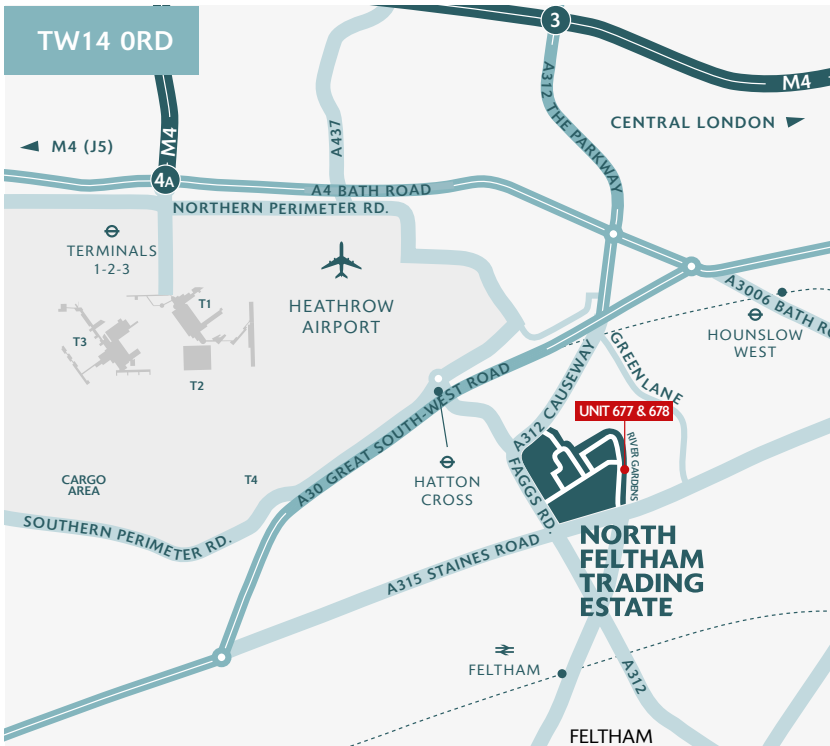 TW14 0RD
3
M4
M4
A312 THE PARKWAY
CENTRAL LONDON
M4 (J5)
A437
4A
A4 BATH ROAD
NORTHERN PERIMETER RD.
TERMINALS
1-2-3
HEATHROW
AIRPORT
T1
T3
T2
A3006 BATH RO
HOUNSLOW
WEST
GREEN LANE
A312 CAUSEWAY
A30 GREAT SOUTH-WEST ROAD
UNIT 677 & 678
RIVER GARDENS
HATTON
CROSS
FAGGS RD.
CARGO
AREA
T4
SOUTHERN PERIMETER RD.
A315 STAINES ROAD
NORTH
FELTHAM
TRADING
ESTATE
FELTHAM
A312
FELTHAM